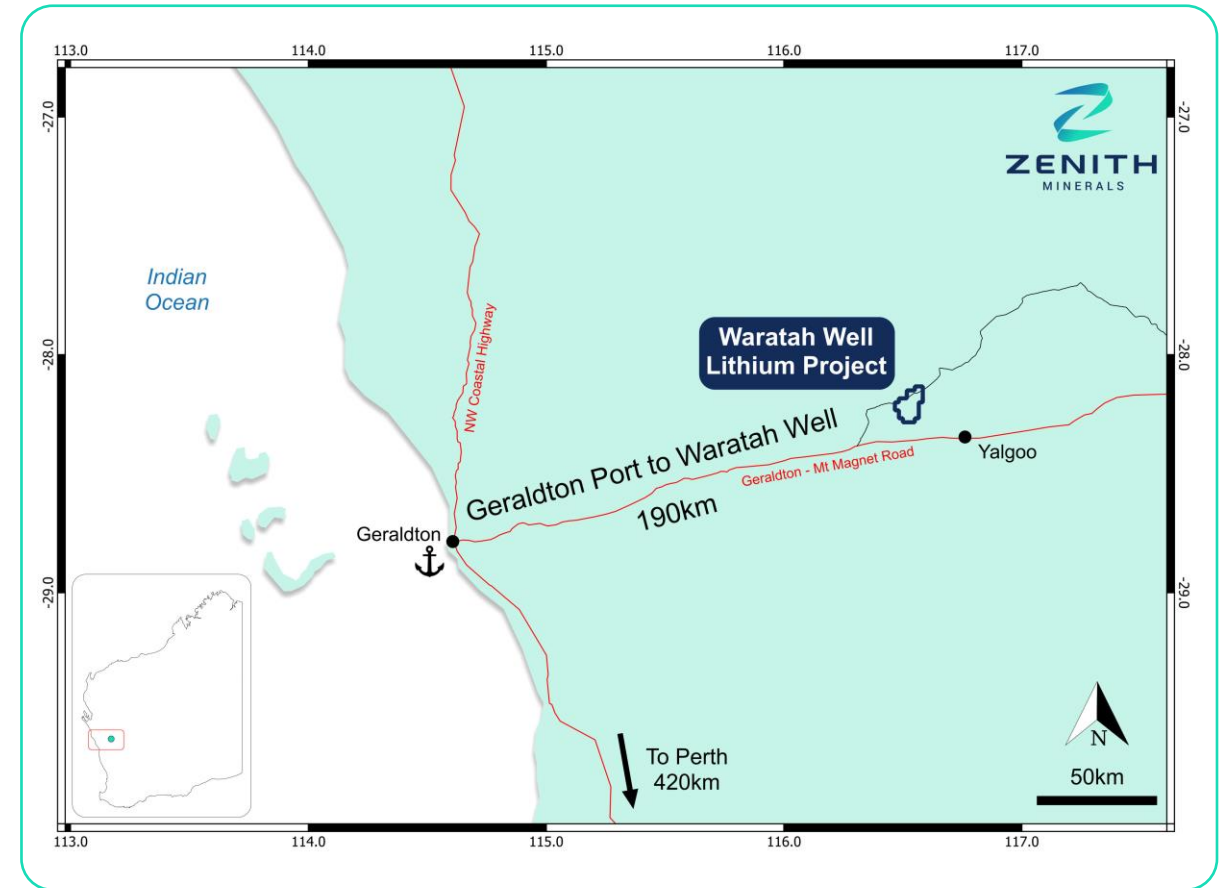 113.0
114.0
115.0
116.0
117.0
-27.0
-27.0
ZENITH
MINERALS
Indian
Ocean
NW Coastal Highway
Waratah Well
Lithium Project
-28.0
-28.0
Geraldton Port to Waratah Well
190km
Geraldton - Mt Magnet Road
Yalgoo
Geraldton
-29.0
-29.0
To Perth
420km
N
50km
113.0
114.0
115.0
116.0
117.0